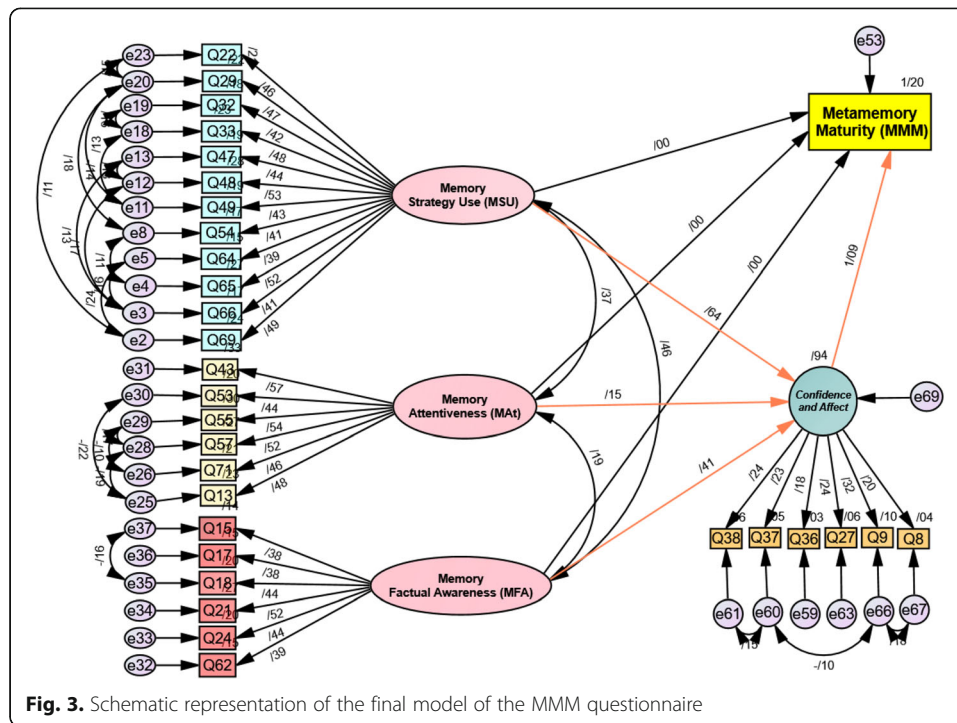 e53
1/20
Metamemory
Maturity (MMM)
e23
Q22
e20
Q29
/46
e19
Q32
/47
e18
Q33
/42
/13
e13
Q47
/48
/18
e12
Q48
/44
/11
e11
Q49
/53
e8
Q54
/43
/13
/17
e5
Q64
/41
/11
e4
Q65
/39
e3
Q66
/52
/24
/41
e2
Q69
/49
/33
Memory
Strategy Use (MSU)
/00
/00
/00
1/09
/37
/64
/46
/94
e31
Q43
e30
Q53
/57
e29
Q55
/44
/54
e28
Q57
/52
-/22
-/10
e26
Q71
/46
/19
/48
e25
Q13
/14
Memory
Attentiveness (MAt)
/15
Confidence
and Affect
e69
/19
/41
e37
Q15
e36
Q17
/38
-/16
/38
e35
Q18
/44
e34
Q21
/52
e33
Q24
/44
e32
Q62
/39
Memory
Factual Awareness (MFA)
/24
/23
/18
/24
/32
/20
/03
/06
/10
/04
Q38
Q37
Q36
Q27
Q9
Q8
e61
e60
e59
e63
e66
e67
/15
-/10
/18
Fig. 3. Schematic representation of the final model of the MMM questionnaire